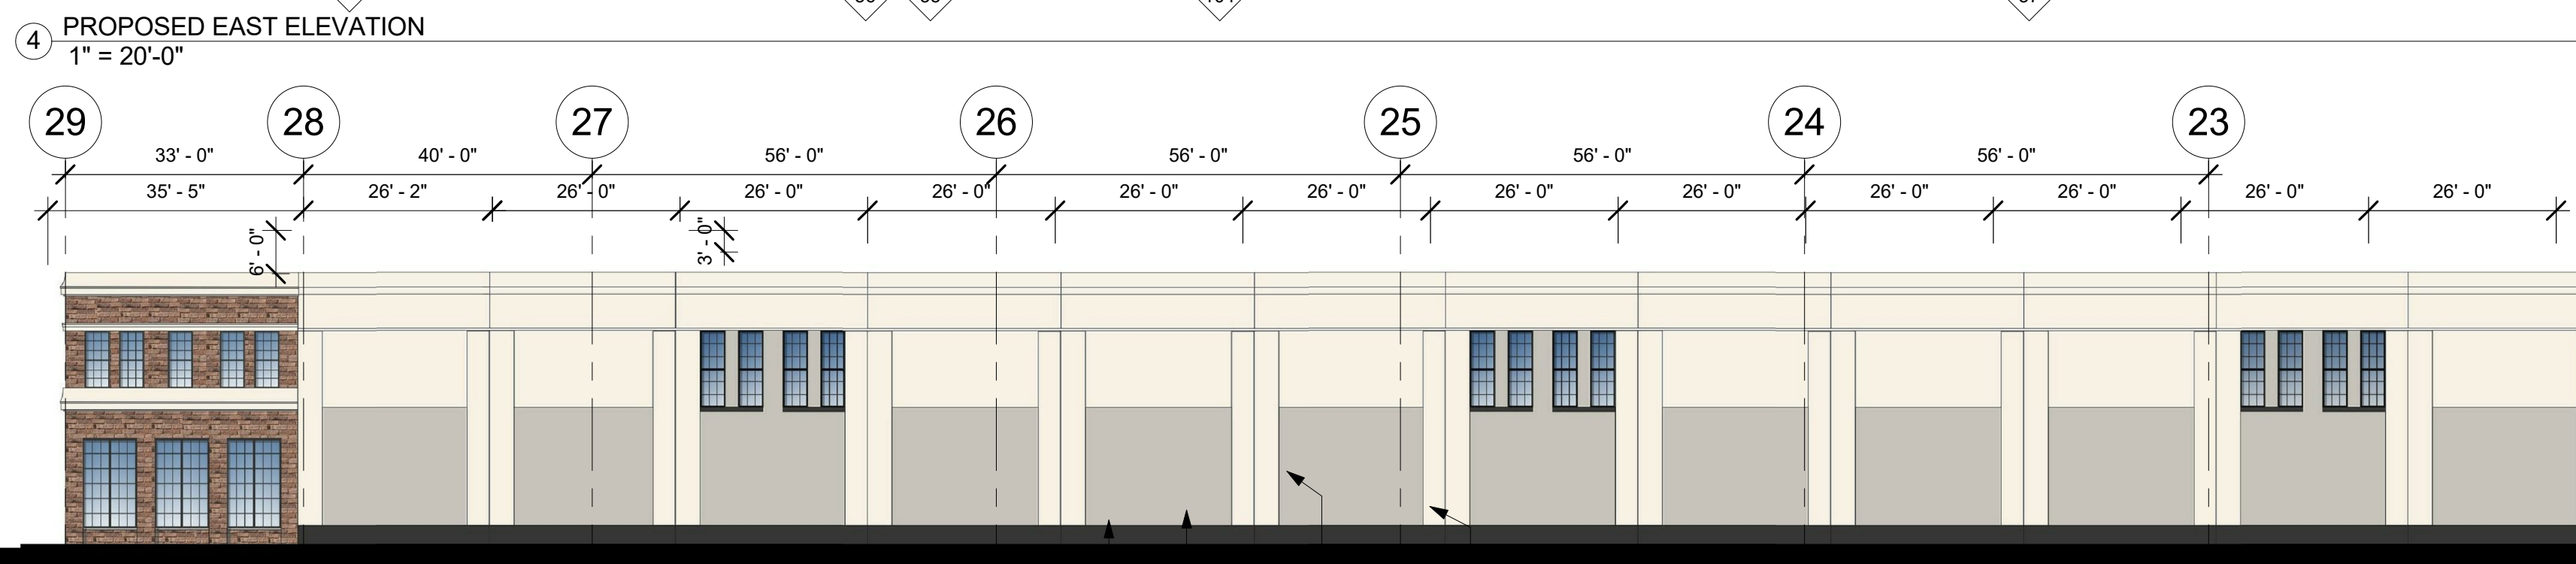 PROPOSED EAST ELEVATION
4
1" = 20'-0"
29 28 27 26 25 24 23
33' - 0" 40' - 0" 56' - 0" 56' - 0" 56' - 0" 56' - 0"
35' - 5" 26' - 2" 26' - 0" 26' - 0" 26' - 0" 26' - 0" 26' - 0" 26' - 0" 26' - 0" 26' - 0" 26' - 0" 26' - 0" 26' - 0"
6' - 0"
3' - 0"